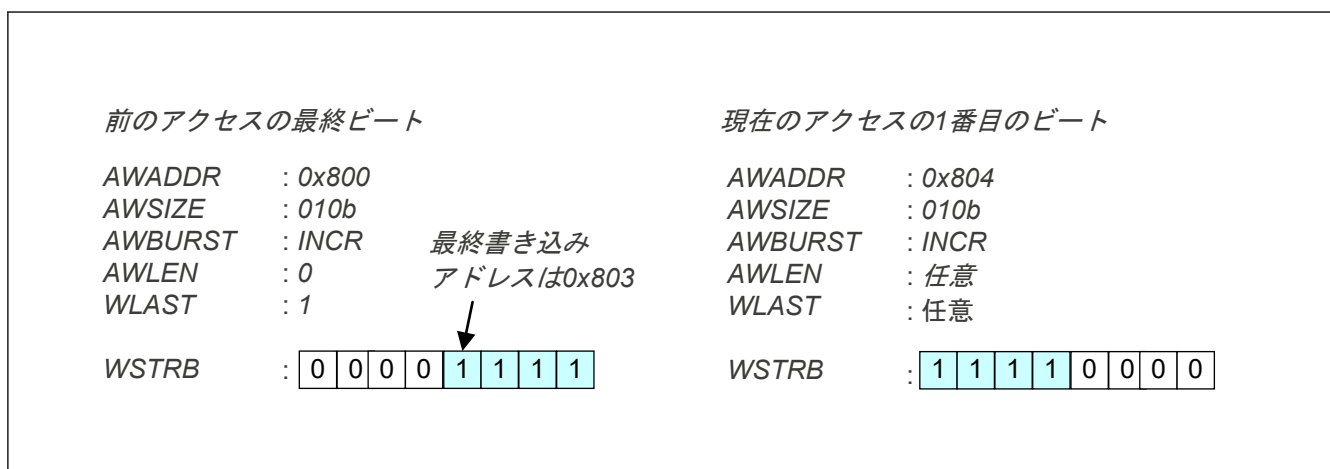 前のアクセスの最終ビート
AWADDR : 0x800
AWSIZE : 010b
AWBURST : INCR
AWLEN : 0
WLAST : 1
最終書き込み
アドレスは0x803
WSTRB : 0 0 0 0 1 1 1 1
現在のアクセスの1番目のビート
AWADDR : 0x804
AWSIZE : 010b
AWBURST : INCR
AWLEN : 任意
WLAST : 任意
WSTRB : 1 1 1 1 0 0 0 0